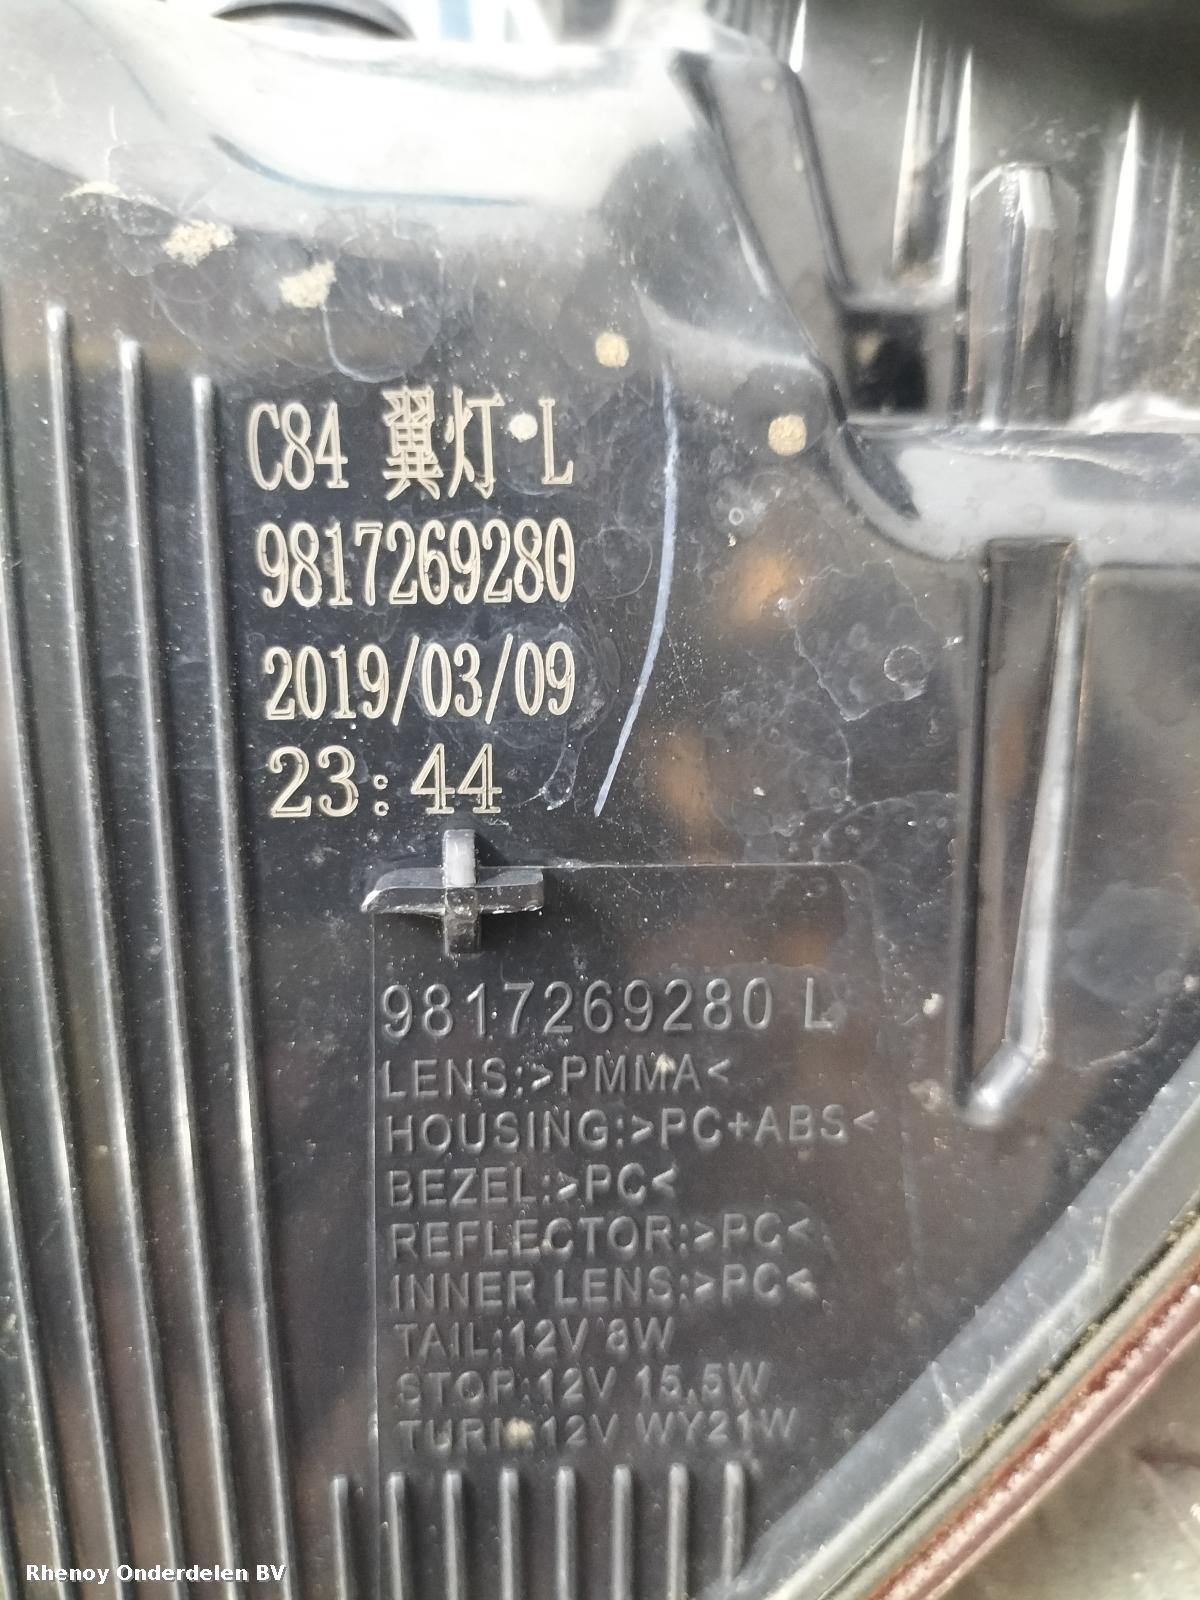 C84 翼灯 L
9817269280
2019/03/09
23:44
9817269280 L
LENS:>PMMA<
HOUSING:>PC+ABS<
BEZEL:>PC<
REFLECTOR:>PC<
INNER LENS:>PC<
TAIL:12V 8W
STOP:12V 15.5W
TURN:12V WY21W
Rhenoy Onderdelen BV